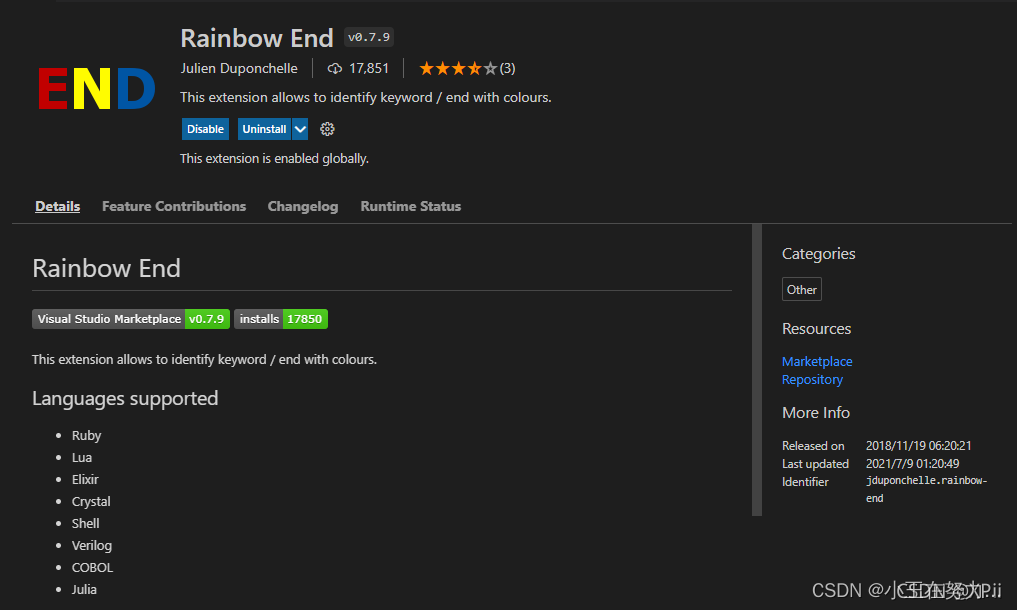 END
Rainbow End v0.7.9
Julien Duponchelle 17,851 (3)
This extension allows to identify keyword / end with colours.
Disable Uninstall
This extension is enabled globally.
Details Feature Contributions Changelog Runtime Status
Rainbow End
Visual Studio Marketplace v0.7.9 installs 17850
This extension allows to identify keyword / end with colours.
Languages supported
Ruby
Lua
Elixir
Crystal
Shell
Verilog
COBOL
Julia
Categories
Other
Resources
Marketplace
Repository
More Info
Released on 2018/11/19 06:20:21
Last updated 2021/7/9 01:20:49
Identifier jduponchelle.rainbow-
end
CSDN